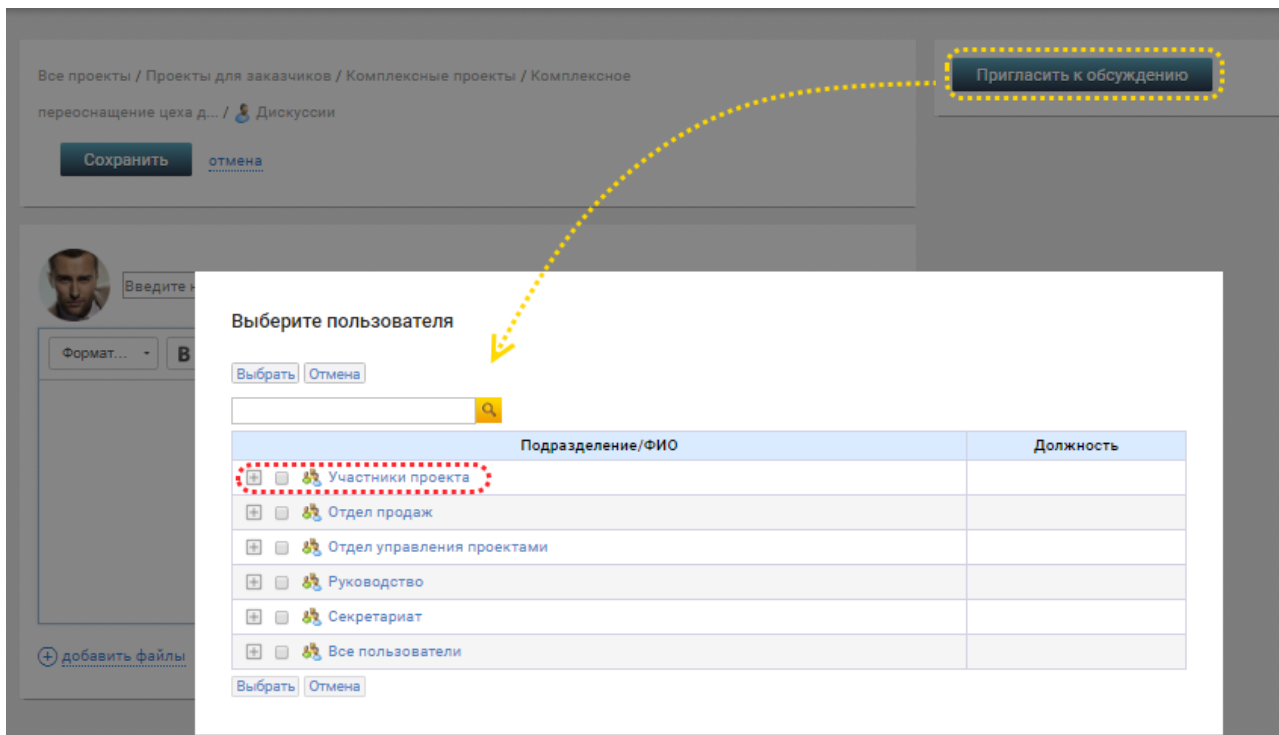 Все проекты / Проекты для заказчиков / Комплексные проекты / Комплексное
переоснащение цеха д... / Дискуссии
Сохранить отмена
Пригласить к обсуждению
Введите
Формат... B
добавить файлы
Выберите пользователя
Выбрать Отмена
Подразделение/ФИО Должность
Участники проекта
Отдел продаж
Отдел управления проектами
Руководство
Секретариат
Все пользователи
Выбрать Отмена